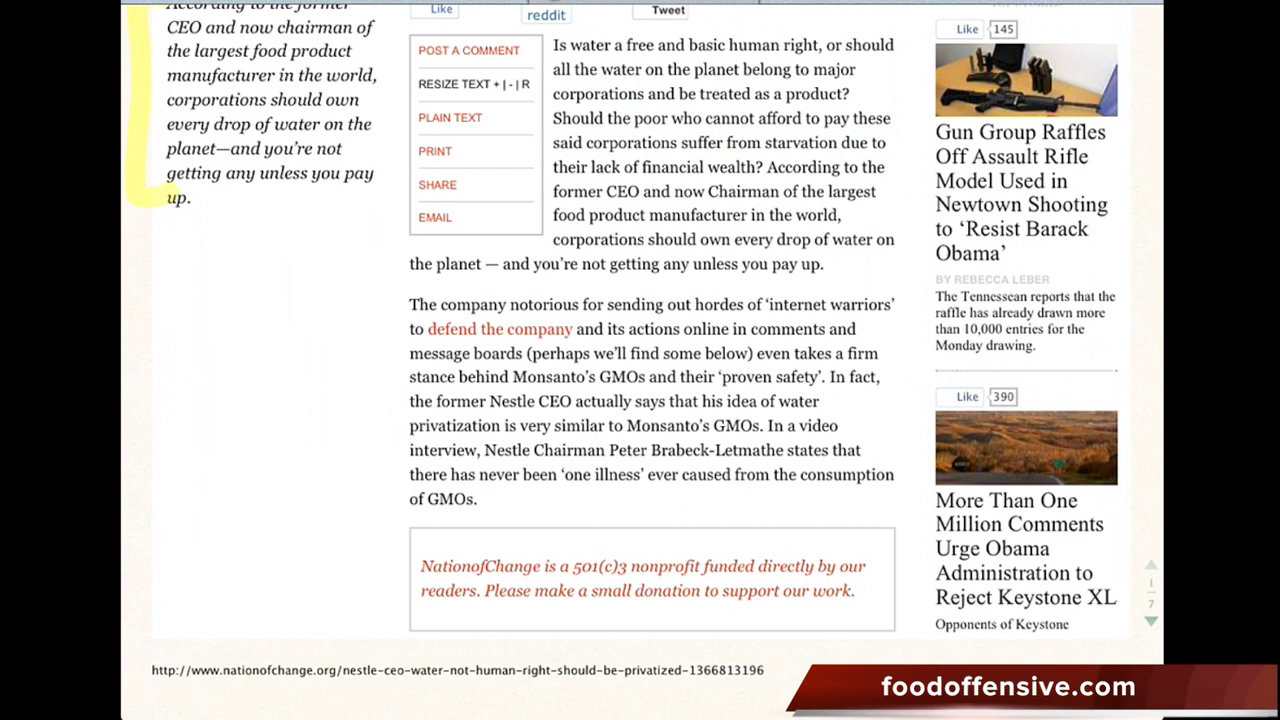 According to the former
CEO and now chairman of
the largest food product
manufacturer in the world,
corporations should own
every drop of water on the
planet—and you're not
getting any unless you pay
up.
Like
reddit
Tweet
POST A COMMENT
RESIZE TEXT + | - | R
PLAIN TEXT
PRINT
SHARE
EMAIL
Is water a free and basic human right, or should
all the water on the planet belong to major
corporations and be treated as a product?
Should the poor who cannot afford to pay these
said corporations suffer from starvation due to
their lack of financial wealth? According to the
former CEO and now Chairman of the largest
food product manufacturer in the world,
corporations should own every drop of water on
the planet — and you're not getting any unless you pay up.
The company notorious for sending out hordes of 'internet warriors'
to defend the company and its actions online in comments and
message boards (perhaps we'll find some below) even takes a firm
stance behind Monsanto's GMOs and their 'proven safety'. In fact,
the former Nestle CEO actually says that his idea of water
privatization is very similar to Monsanto's GMOs. In a video
interview, Nestle Chairman Peter Brabeck-Letmathe states that
there has never been 'one illness' ever caused from the consumption
of GMOs.
NationofChange is a 501(c)3 nonprofit funded directly by our
readers. Please make a small donation to support our work.
Like 145
Gun Group Raffles
Off Assault Rifle
Model Used in
Newtown Shooting
to 'Resist Barack
Obama'
BY REBECCA LEBER
The Tennessean reports that the
raffle has already drawn more
than 10,000 entries for the
Monday drawing.
Like 390
More Than One
Million Comments
Urge Obama
Administration to
Reject Keystone XL
Opponents of Keystone
1
7
http://www.nationofchange.org/nestle-ceo-water-not-human-right-should-be-privatized-1366813196
foodoffensive.com